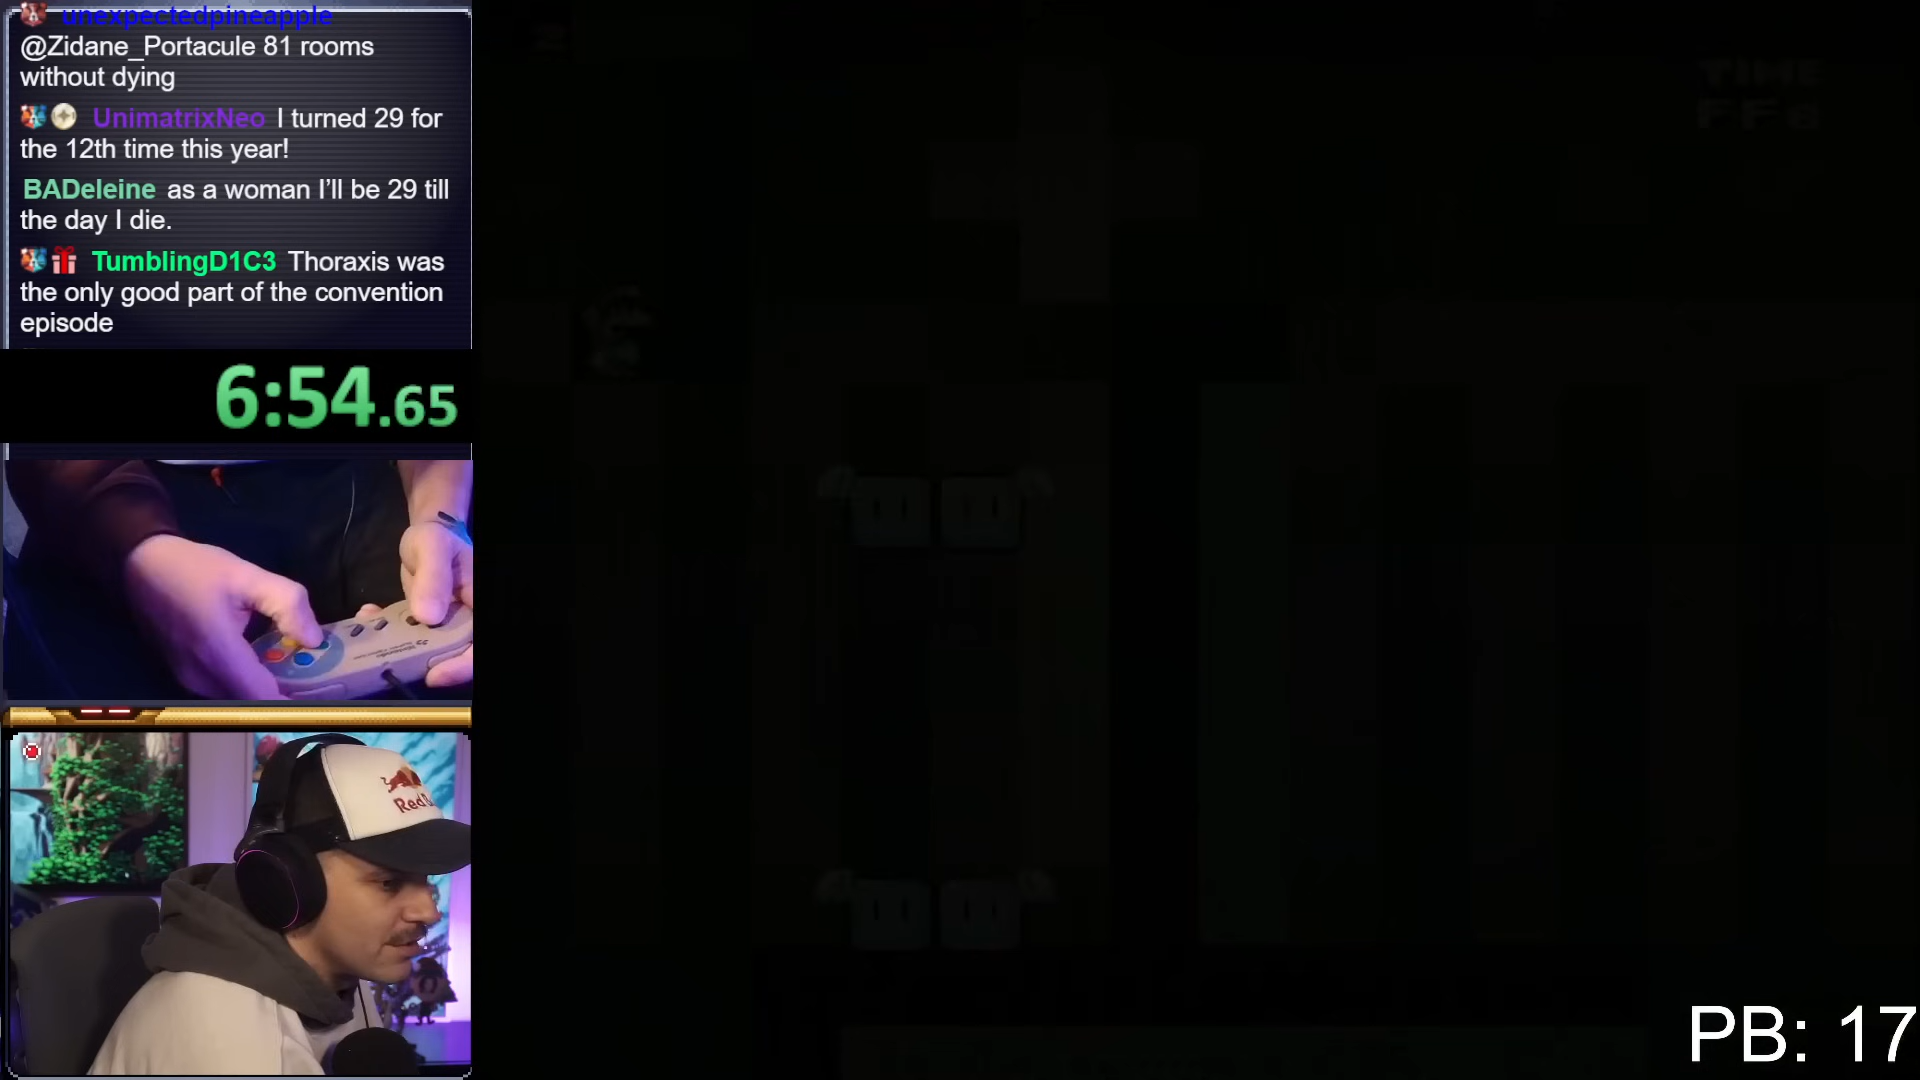 unexpectedpineapple
@Zidane_Portacule 81 rooms
without dying
UnimatrixNeo I turned 29 for
the 12th time this year!
BADeleine as a woman I’ll be 29 till
the day I die.
TumblingD1C3 Thoraxis was
the only good part of the convention
episode
TIME
6:54.65
Red
PB: 17